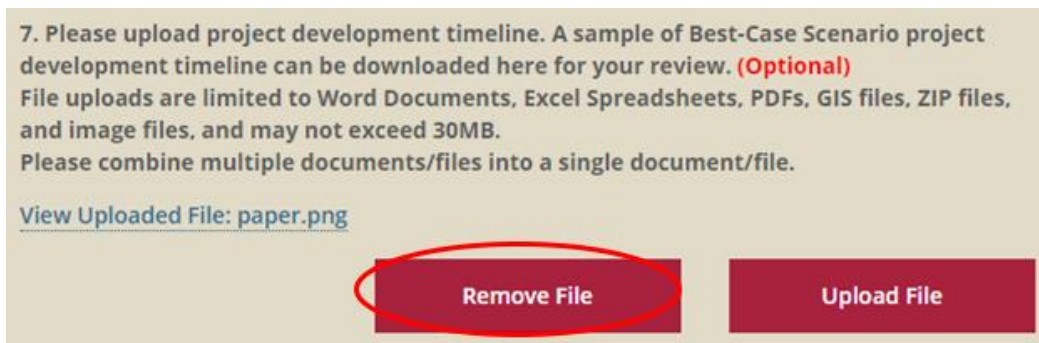 7. Please upload project development timeline. A sample of Best-Case Scenario project
development timeline can be downloaded here for your review. (Optional)
File uploads are limited to Word Documents, Excel Spreadsheets, PDFs, GIS files, ZIP files,
and image files, and may not exceed 30MB.
Please combine multiple documents/files into a single document/file.
View Uploaded File: paper.png
Remove File
Upload File